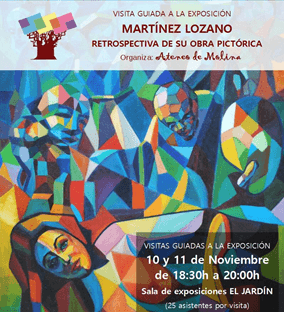 VISITA GUIADA A LA EXPOSICIÓN
MARTÍNEZ LOZANO
RETROSPECTIVA DE SU OBRA PICTÓRICA
Organiza: Ateneo de Molina
VISITAS GUIADAS A LA EXPOSICIÓN
10 y 11 de Noviembre
de 18:30h a 20:00h
Sala de exposiciones EL JARDÍN
(25 asistentes por visita)